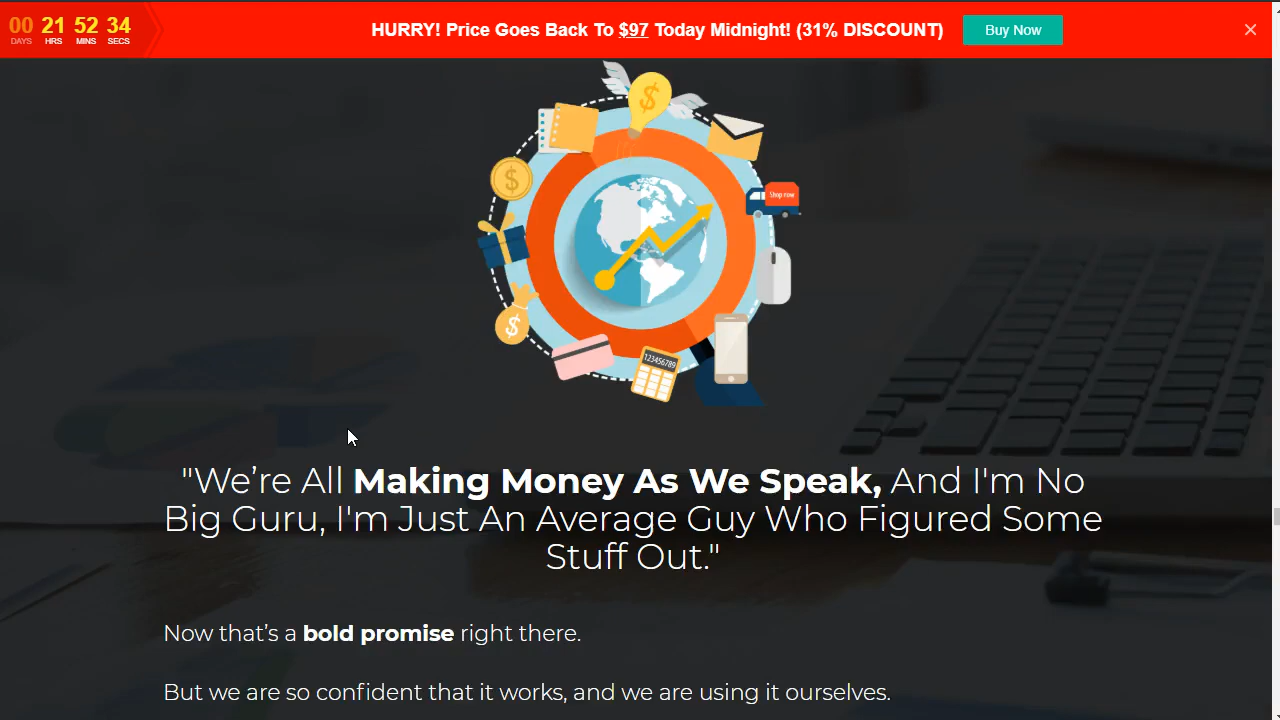 00 21 52 34
DAYS HRS MINS SECS
HURRY! Price Goes Back To $97 Today Midnight! (31% DISCOUNT)
Buy Now
Shop now
123456789
"We’re All Making Money As We Speak, And I'm No
Big Guru, I'm Just An Average Guy Who Figured Some
Stuff Out."
Now that’s a bold promise right there.
But we are so confident that it works, and we are using it ourselves.